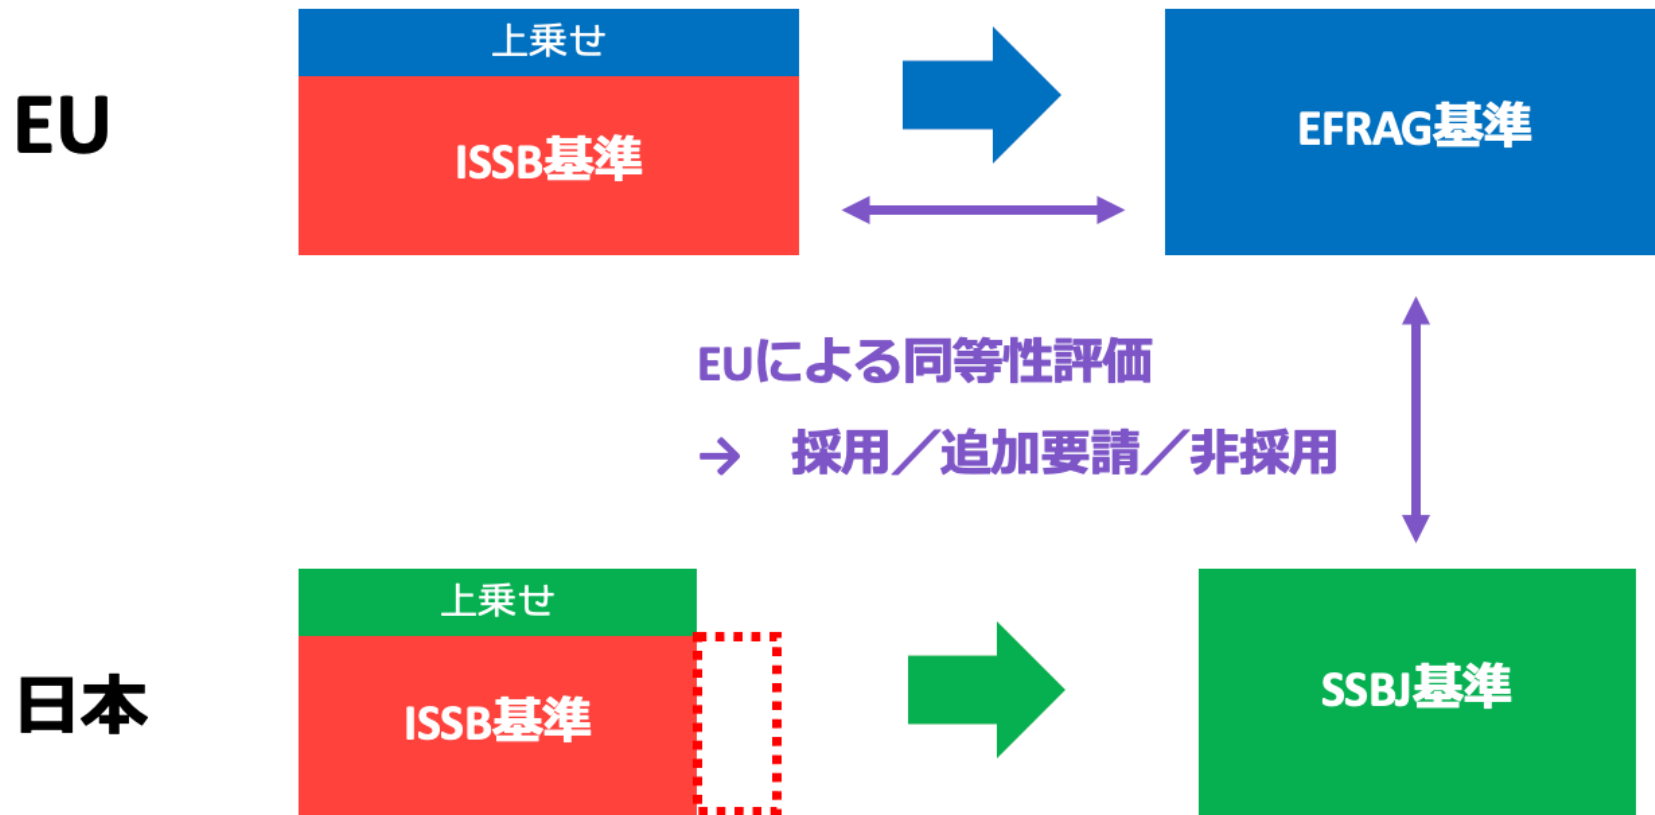 EU
上乗せ
ISSB基準
EFRAG基準
EUによる同等性評価
→ 採用／追加要請／非採用
日本
上乗せ
ISSB基準
SSBJ基準